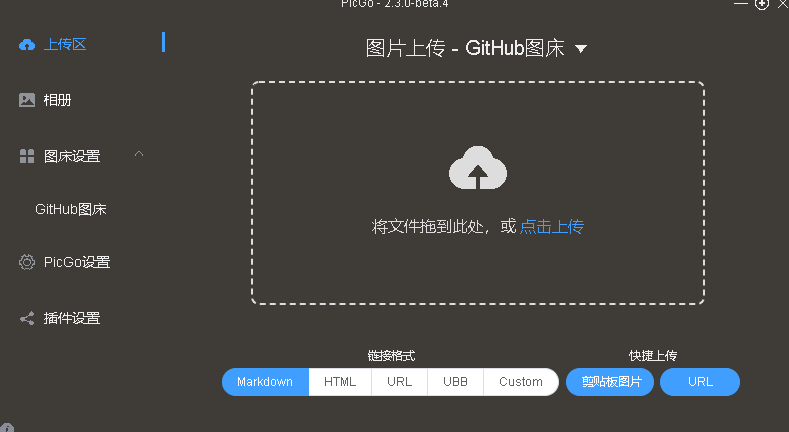 PicGo - 2.3.0-beta.4
上传区
相册
图床设置
GitHub图床
PicGo设置
插件设置
图片上传 - GitHub图床
将文件拖到此处，或 点击上传
链接格式
Markdown HTML URL UBB Custom
快捷上传
剪贴板图片 URL